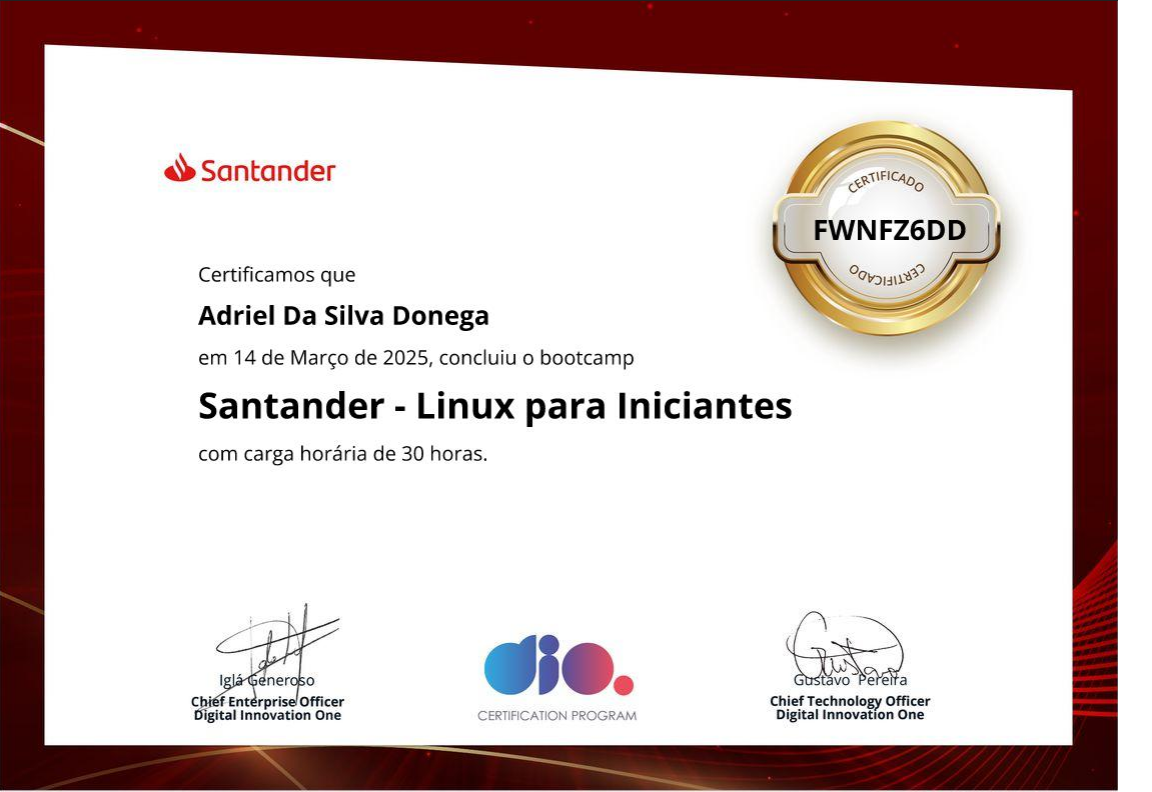 Santander
CERTIFICADO
FWNFZ6DD
CERTIFICADO
Certificamos que
Adriel Da Silva Donega
em 14 de Março de 2025, concluiu o bootcamp
Santander - Linux para Iniciantes
com carga horária de 30 horas.
Iglá Generoso
Chief Enterprise Officer
Digital Innovation One
dio.
CERTIFICATION PROGRAM
Gustavo Pereira
Chief Technology Officer
Digital Innovation One